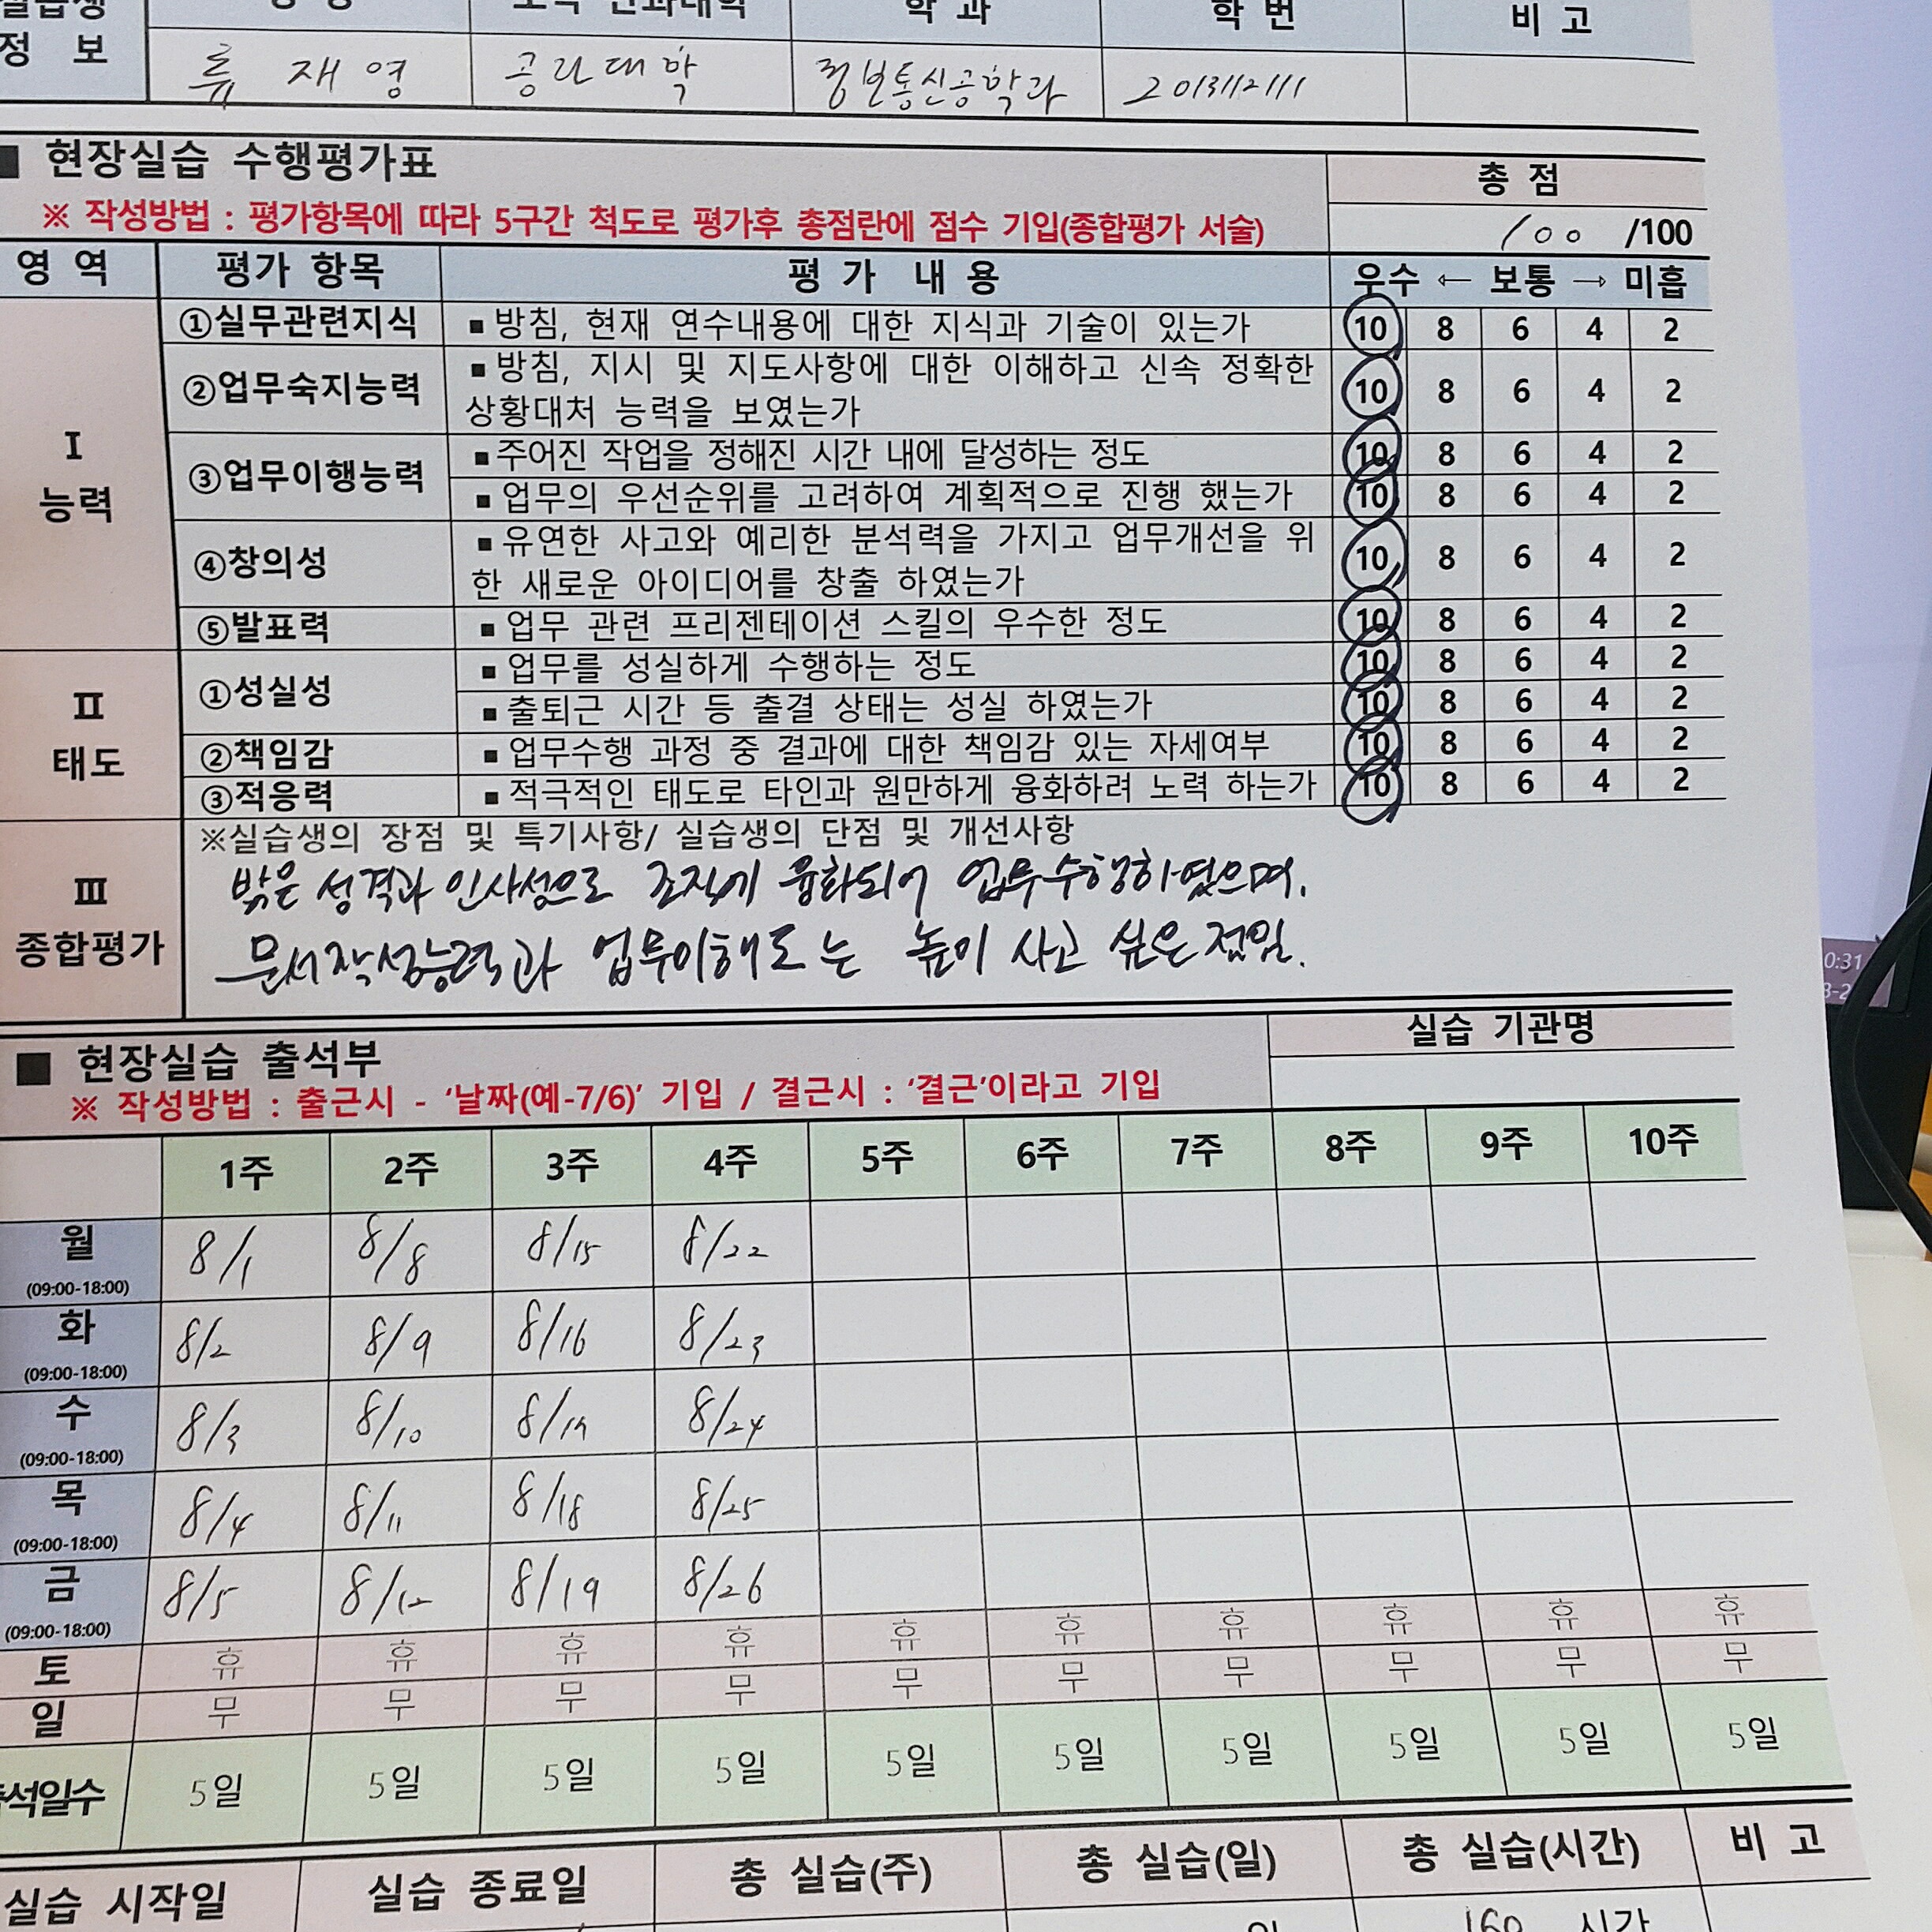 정 보
학 과 학 번 비 고
류 재 영 공과대학 정보통신공학과 2013112111
■ 현장실습 수행평가표 총 점
※ 작성방법 : 평가항목에 따라 5구간 척도로 평가후 총점란에 점수 기입(종합평가 서술) 100 /100
영 역 평가 항목 평 가 내 용 우수 ← 보통 → 미흡
Ⅰ 능력
①실무관련지식 ■ 방침, 현재 연수내용에 대한 지식과 기술이 있는가 10 8 6 4 2
②업무숙지능력 ■ 방침, 지시 및 지도사항에 대한 이해하고 신속 정확한
상황대처 능력을 보였는가 10 8 6 4 2
③업무이행능력 ■ 주어진 작업을 정해진 시간 내에 달성하는 정도 10 8 6 4 2
■ 업무의 우선순위를 고려하여 계획적으로 진행 했는가 10 8 6 4 2
④창의성 ■ 유연한 사고와 예리한 분석력을 가지고 업무개선을 위
한 새로운 아이디어를 창출 하였는가 10 8 6 4 2
⑤발표력 ■ 업무 관련 프리젠테이션 스킬의 우수한 정도 10 8 6 4 2
Ⅱ 태도
①성실성 ■ 업무를 성실하게 수행하는 정도 10 8 6 4 2
■ 출퇴근 시간 등 출결 상태는 성실 하였는가 10 8 6 4 2
②책임감 ■ 업무수행 과정 중 결과에 대한 책임감 있는 자세여부 10 8 6 4 2
③적응력 ■ 적극적인 태도로 타인과 원만하게 융화하려 노력 하는가 10 8 6 4 2
Ⅲ 종합평가
※실습생의 장점 및 특기사항/ 실습생의 단점 및 개선사항
밝은 성격과 인사성으로 조직에 융화되어 업무수행하였으며,
문서작성능력과 업무이해도는 높이 사고 싶은 점임.
■ 현장실습 출석부 실습 기관명
※ 작성방법 : 출근시 - ‘날짜(예-7/6)’ 기입 / 결근시 : ‘결근’이라고 기입
1주 2주 3주 4주 5주 6주 7주 8주 9주 10주
월 8/1 8/8 8/15 8/22
(09:00-18:00)
화 8/2 8/9 8/16 8/23
(09:00-18:00)
수 8/3 8/10 8/17 8/24
(09:00-18:00)
목 8/4 8/11 8/18 8/25
(09:00-18:00)
금 8/5 8/12 8/19 8/26
(09:00-18:00)
토 휴 휴 휴 휴 휴 휴 휴 휴 휴 휴
일 무 무 무 무 무 무 무 무 무 무
석일수 5일 5일 5일 5일 5일 5일 5일 5일 5일 5일
실습 시작일 실습 종료일 총 실습(주) 총 실습(일) 총 실습(시간) 비 고
160 시간
0:31